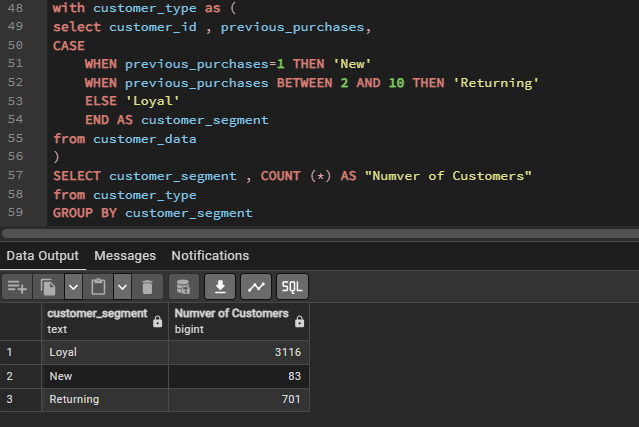 48 with customer_type as (
49 select customer_id , previous_purchases,
50 CASE
51 WHEN previous_purchases=1 THEN 'New'
52 WHEN previous_purchases BETWEEN 2 AND 10 THEN 'Returning'
53 ELSE 'Loyal'
54 END AS customer_segment
55 from customer_data
56 )
57 SELECT customer_segment , COUNT (*) AS "Numver of Customers"
58 from customer_type
59 GROUP BY customer_segment
Data Output Messages Notifications
SQL
customer_segment Numver of Customers
text bigint
1 Loyal 3116
2 New 83
3 Returning 701